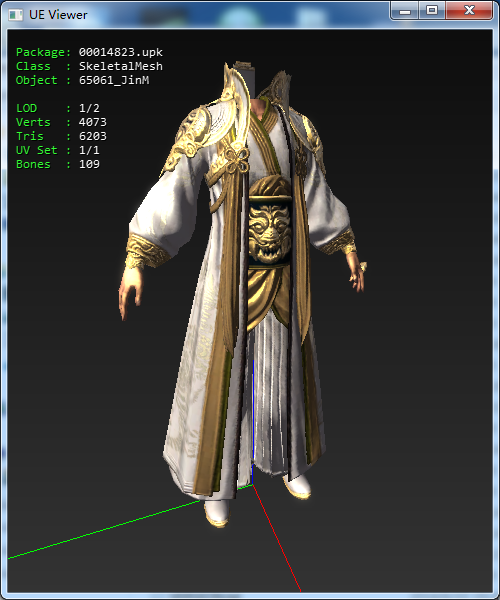 UE Viewer
Package: 00014823.upk
Class : SkeletalMesh
Object : 65061_JinM
LOD : 1/2
Verts : 4073
Tris : 6203
UV Set : 1/1
Bones : 109